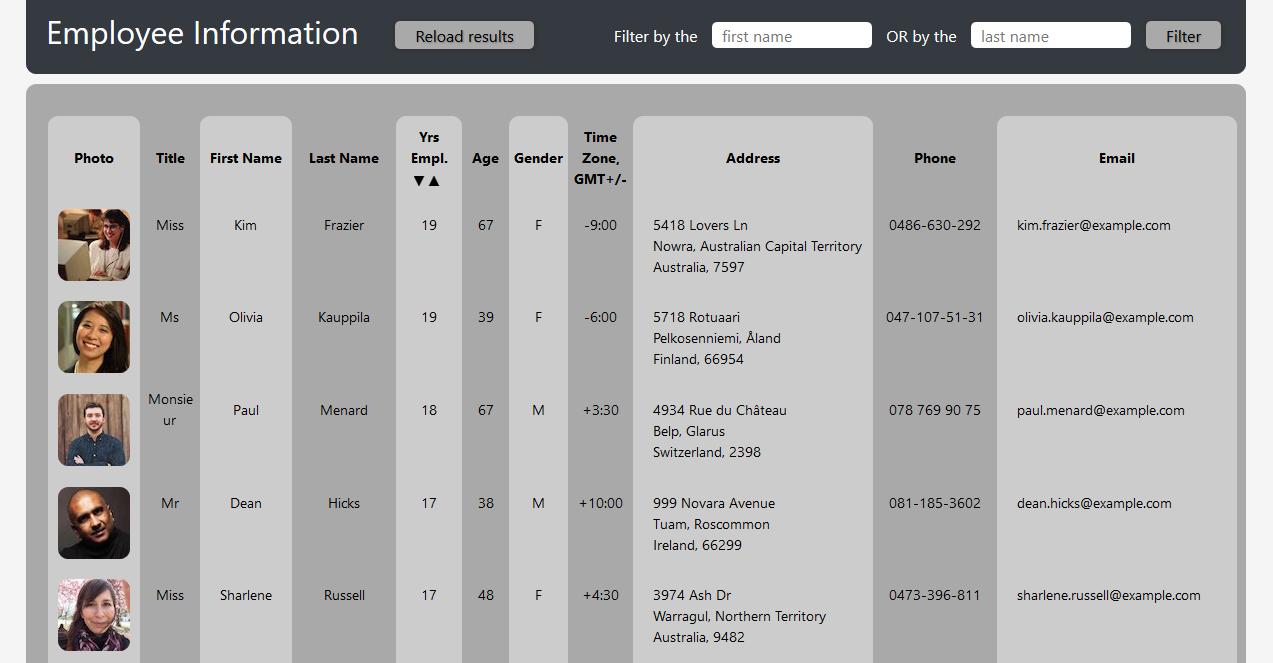 Employee Information Reload results Filter by the first name OR by the last name Filter
Photo Title First Name Last Name Yrs Empl. ▼▲ Age Gender Time Zone, GMT+/- Address Phone Email
Miss Kim Frazier 19 67 F -9:00 5418 Lovers Ln 0486-630-292 kim.frazier@example.com
Nowra, Australian Capital Territory
Australia, 7597
Ms Olivia Kauppila 19 39 F -6:00 5718 Rotuaari 047-107-51-31 olivia.kauppila@example.com
Pelkosenniemi, Åland
Finland, 66954
Monsie
ur Paul Menard 18 67 M +3:30 4934 Rue du Château 078 769 90 75 paul.menard@example.com
Belp, Glarus
Switzerland, 2398
Mr Dean Hicks 17 38 M +10:00 999 Novara Avenue 081-185-3602 dean.hicks@example.com
Tuam, Roscommon
Ireland, 66299
Miss Sharlene Russell 17 48 F +4:30 3974 Ash Dr 0473-396-811 sharlene.russell@example.com
Warragul, Northern Territory
Australia, 9482